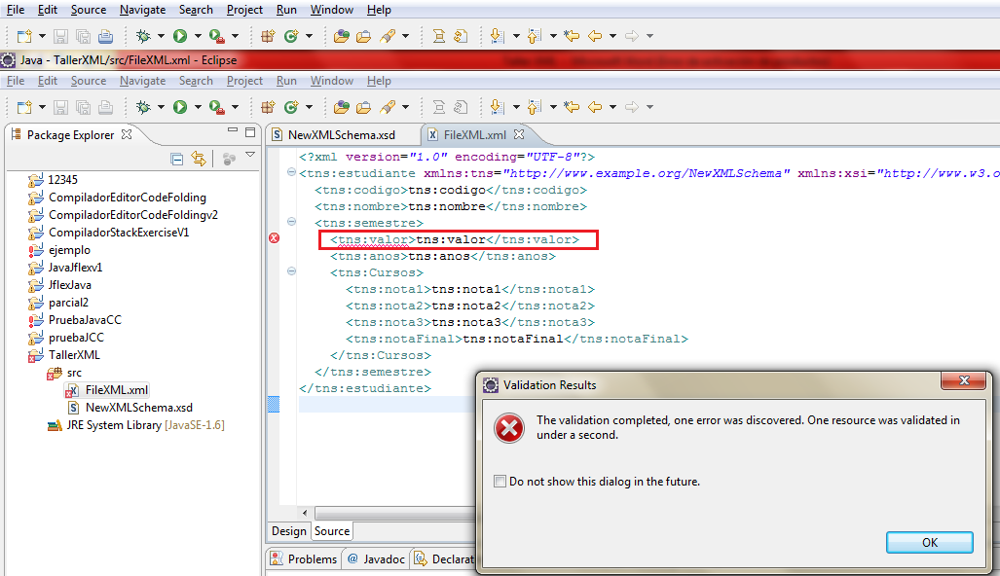 File Edit Source Navigate Search Project Run Window Help
Java - TallerXML/src/FileXML.xml - Eclipse
File Edit Source Navigate Search Project Run Window Help
Package Explorer
NewXMLSchema.xsd
FileXML.xml
12345
CompiladorEditorCodeFolding
CompiladorEditorCodeFoldingv2
CompiladorStackExerciseV1
ejemplo
JavaJflexv1
JflexJava
parcial2
PruebaJavaCC
pruebaJCC
TallerXML
src
FileXML.xml
NewXMLSchema.xsd
JRE System Library [JavaSE-1.6]
<?xml version="1.0" encoding="UTF-8"?>
<tns:estudiante xmlns:tns="http://www.example.org/NewXMLSchema" xmlns:xsi="http://www.w3.o
<tns:codigo>tns:codigo</tns:codigo>
<tns:nombre>tns:nombre</tns:nombre>
<tns:semestre>
<tns:valor>tns:valor</tns:valor>
<tns:anos>tns:anos</tns:anos>
<tns:Cursos>
<tns:nota1>tns:nota1</tns:nota1>
<tns:nota2>tns:nota2</tns:nota2>
<tns:nota3>tns:nota3</tns:nota3>
<tns:notaFinal>tns:notaFinal</tns:notaFinal>
</tns:Cursos>
</tns:semestre>
</tns:estudiante>
Validation Results
The validation completed, one error was discovered. One resource was validated in
under a second.
Do not show this dialog in the future.
OK
Design Source
Problems @ Javadoc Declarat